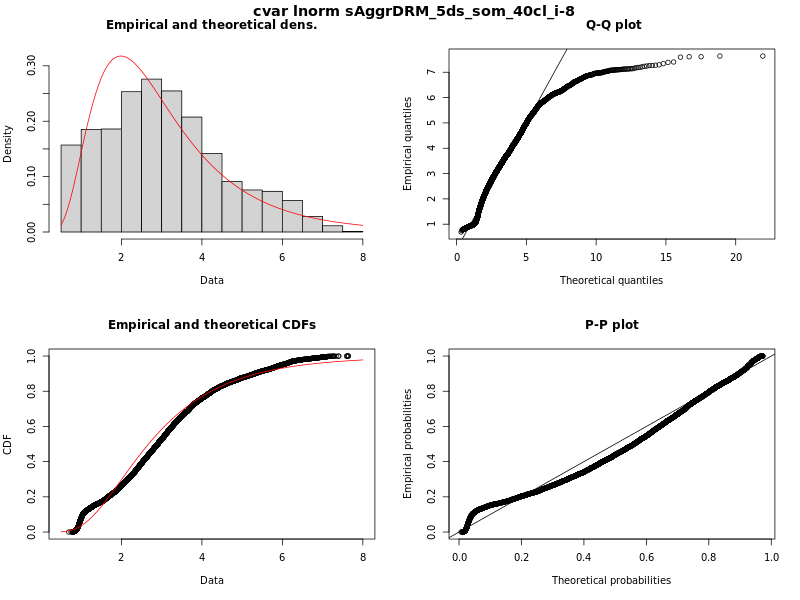 cvar lnorm sAggrDRM_5ds_som_40cl_i-8
Empirical and theoretical dens.
Density
0.00 0.10 0.20 0.30
2 4 6 8
Data
Q-Q plot
Empirical quantiles
1 2 3 4 5 6 7
0 5 10 15 20
Theoretical quantiles
Empirical and theoretical CDFs
CDF
0.0 0.2 0.4 0.6 0.8 1.0
2 4 6 8
Data
P-P plot
Empirical probabilities
0.0 0.2 0.4 0.6 0.8 1.0
0.0 0.2 0.4 0.6 0.8 1.0
Theoretical probabilities